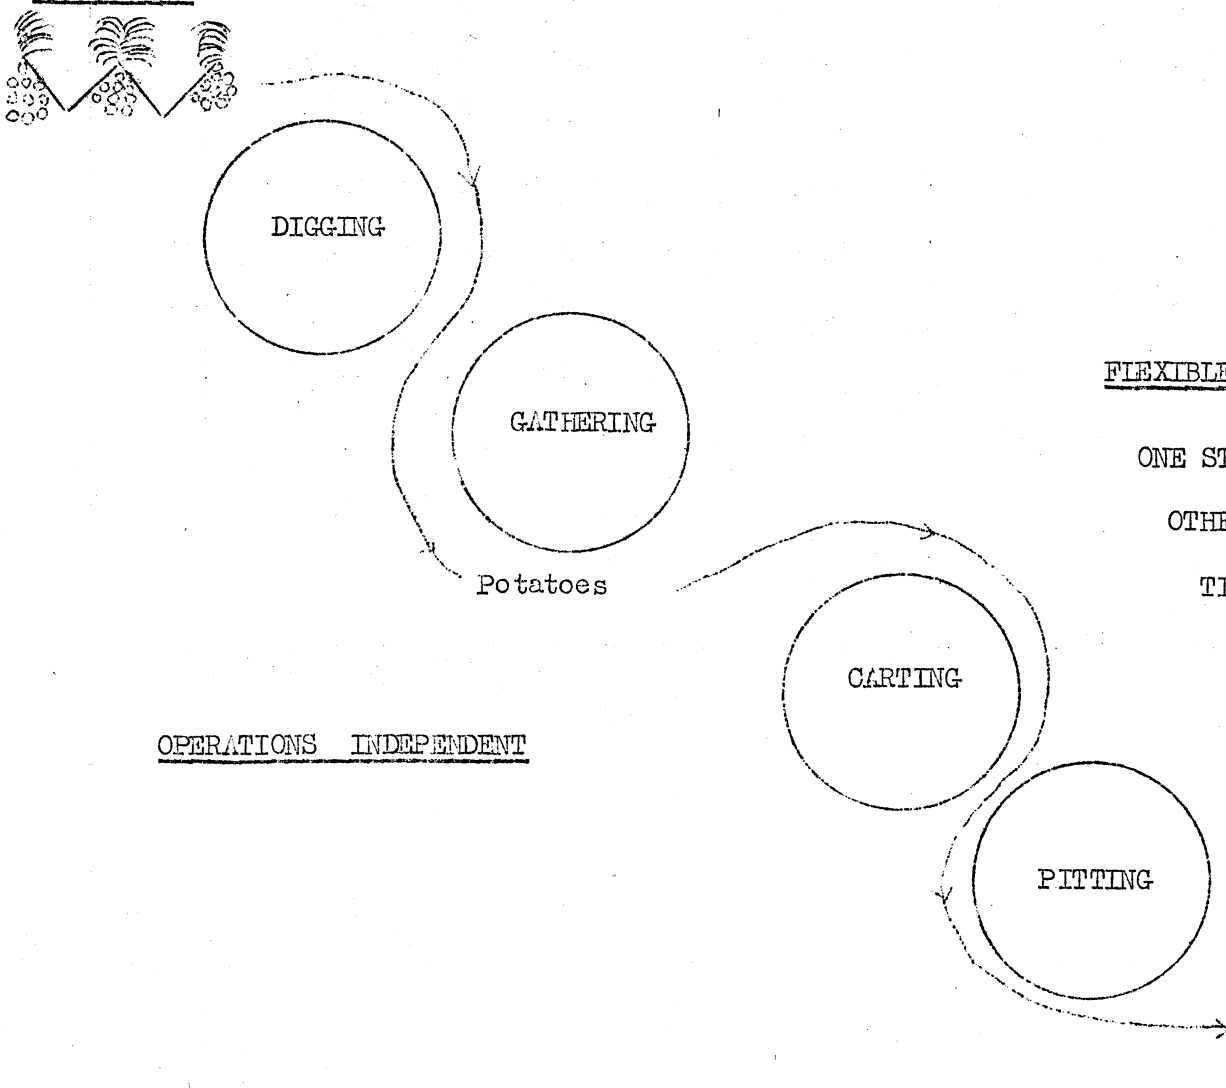 DIGGING
GATHERING
FLEXIBLE
ONE ST
OTHE
Potatoes
TI
CARTING
OPERATIONS INDEPENDENT
PITTING